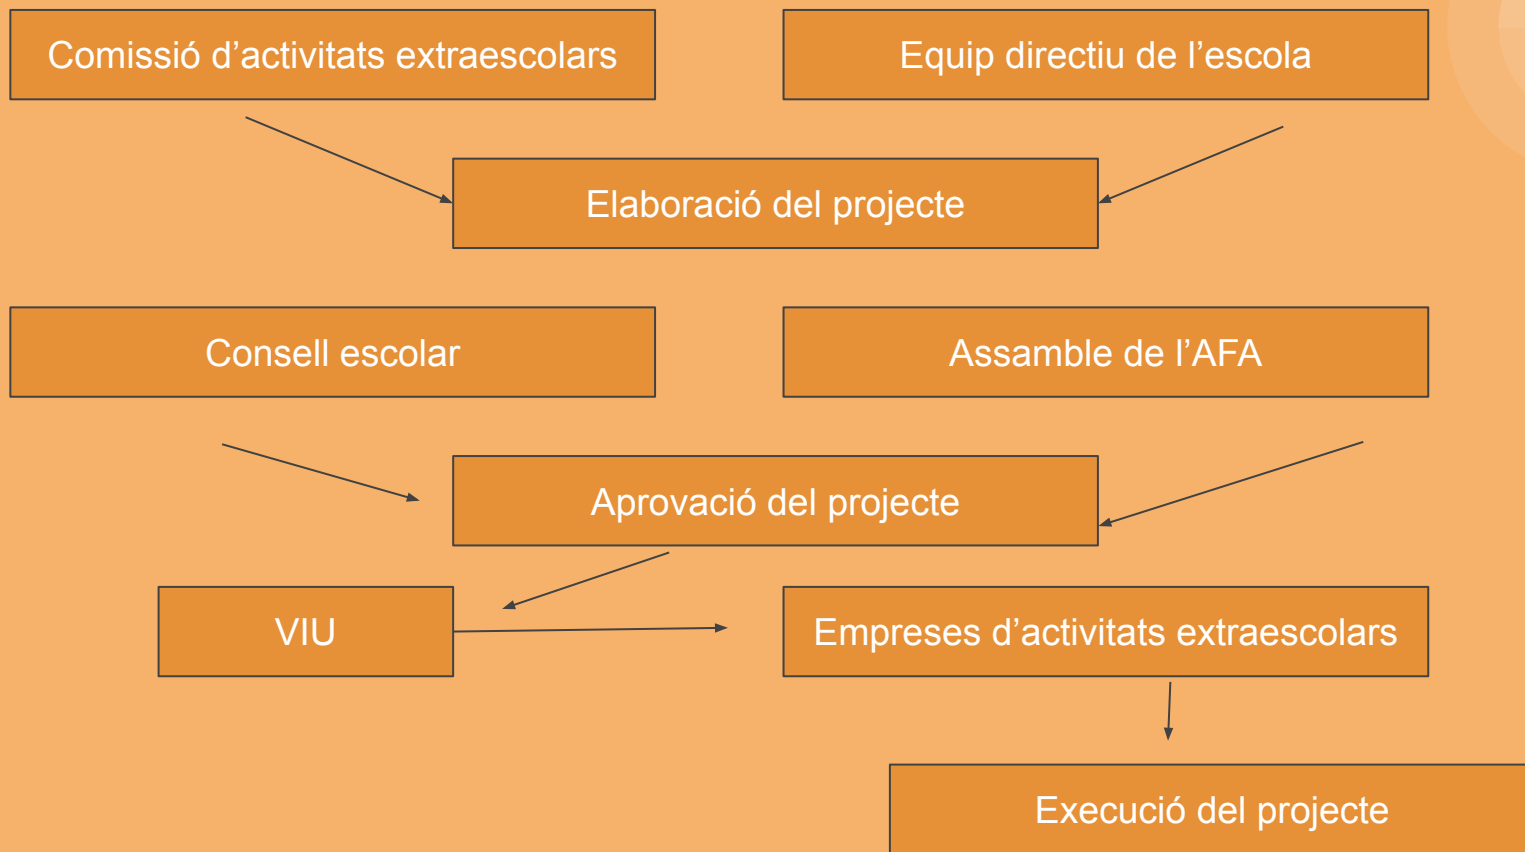 Comissió d’activitats extraescolars
Equip directiu de l’escola
Elaboració del projecte
Consell escolar
Assamble de l’AFA
Aprovació del projecte
VIU
Empreses d’activitats extraescolars
Execució del projecte